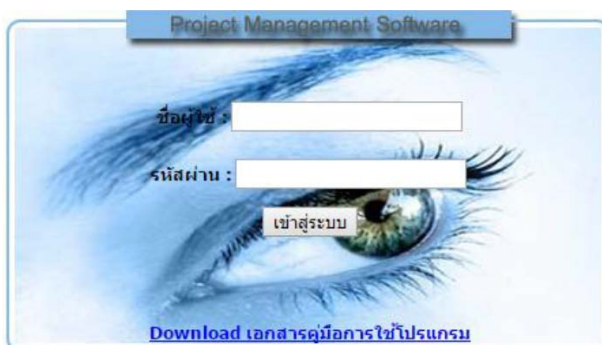 Project Management Software
ชื่อผู้ใช้ :
รหัสผ่าน :
เข้าสู่ระบบ
Download เอกสารคู่มือการใช้โปรแกรม